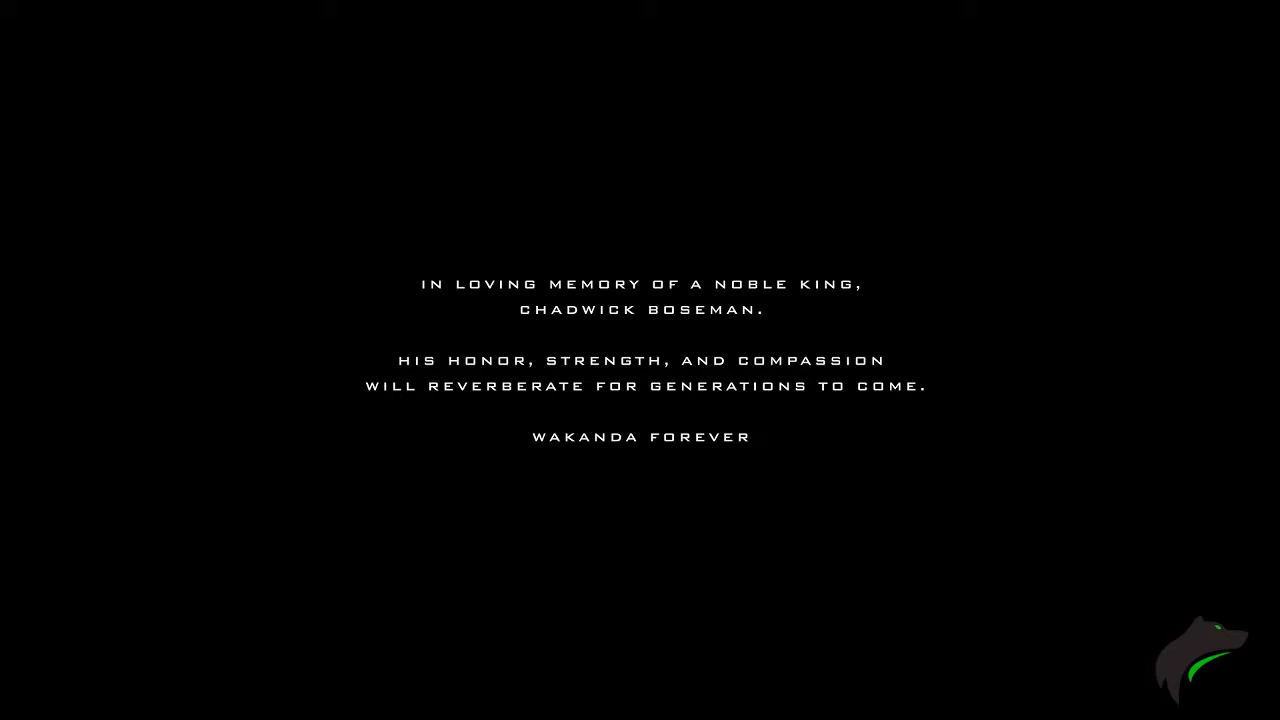 IN LOVING MEMORY OF A NOBLE KING,
CHADWICK BOSEMAN.
HIS HONOR, STRENGTH, AND COMPASSION
WILL REVERBERATE FOR GENERATIONS TO COME.
WAKANDA FOREVER